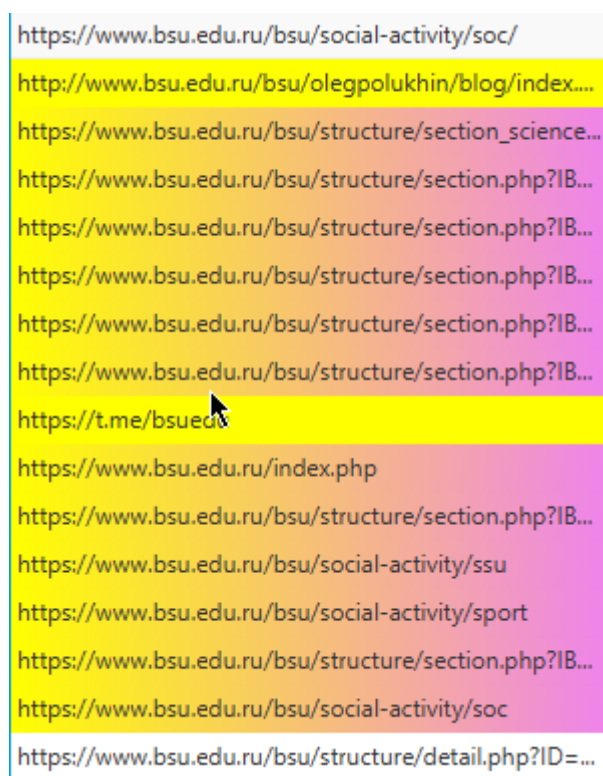 https://www.bsu.edu.ru/bsu/social-activity/soc/
http://www.bsu.edu.ru/bsu/olegpolukhin/blog/index....
https://www.bsu.edu.ru/bsu/structure/section_science...
https://www.bsu.edu.ru/bsu/structure/section.php?IB...
https://www.bsu.edu.ru/bsu/structure/section.php?IB...
https://www.bsu.edu.ru/bsu/structure/section.php?IB...
https://www.bsu.edu.ru/bsu/structure/section.php?IB...
https://www.bsu.edu.ru/bsu/structure/section.php?IB...
https://t.me/bsuedu
https://www.bsu.edu.ru/index.php
https://www.bsu.edu.ru/bsu/structure/section.php?IB...
https://www.bsu.edu.ru/bsu/social-activity/ssu
https://www.bsu.edu.ru/bsu/social-activity/sport
https://www.bsu.edu.ru/bsu/structure/section.php?IB...
https://www.bsu.edu.ru/bsu/social-activity/soc
https://www.bsu.edu.ru/bsu/structure/detail.php?ID=...